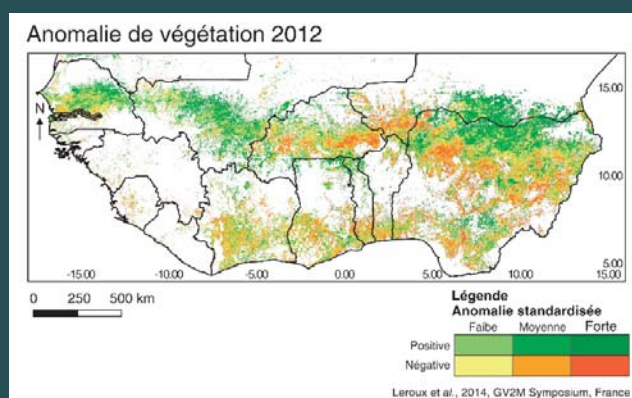 Anomalie de végétation 2012
N
15.00
10.00
5.00
-15.00 -10.00 -5.00 0.00 5.00 10.00 15.00
0 250 500 km
Légende
Anomalie standardisée
Faibe Moyenne Forte
Positive
Négative
Leroux et al., 2014, GV2M Symposium, France